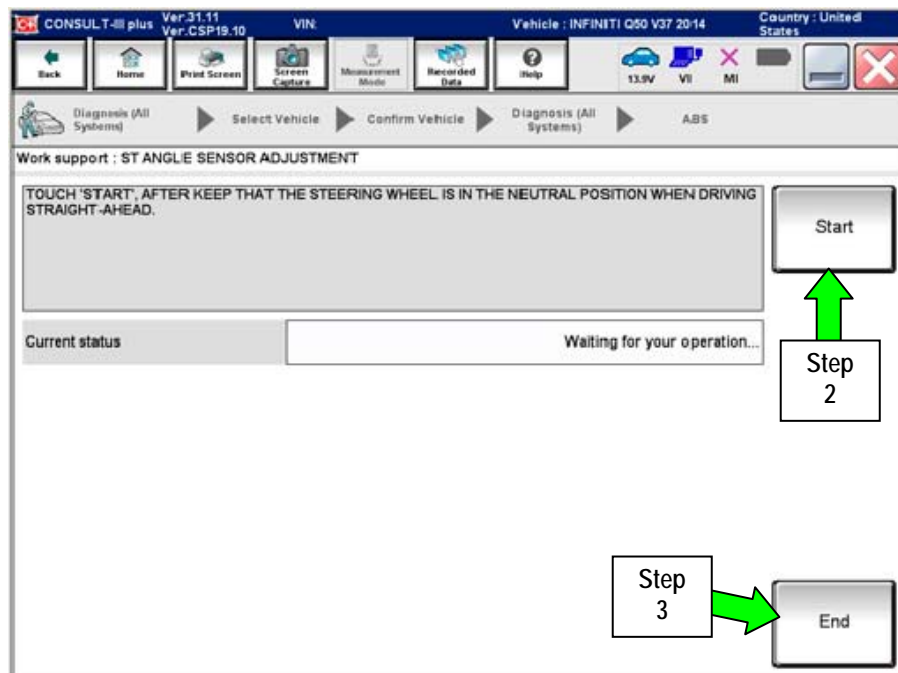 CONSULT-III plus
Ver.31.11
Ver.CSP19.10
VIN:
Vehicle : INFINITI Q50 V37 2014
Country : United
States
Back
Home
Print Screen
Screen
Capture
Measurement
Mode
Recorded
Data
Help
13.9V
VI
MI
Diagnosis (All
Systems)
Select Vehicle
Confirm Vehicle
Diagnosis (All
Systems)
ABS
Work support : ST ANGLE SENSOR ADJUSTMENT
TOUCH 'START', AFTER KEEP THAT THE STEERING WHEEL IS IN THE NEUTRAL POSITION WHEN DRIVING
STRAIGHT-AHEAD.
Start
Current status
Waiting for your operation...
Step
2
Step
3
End